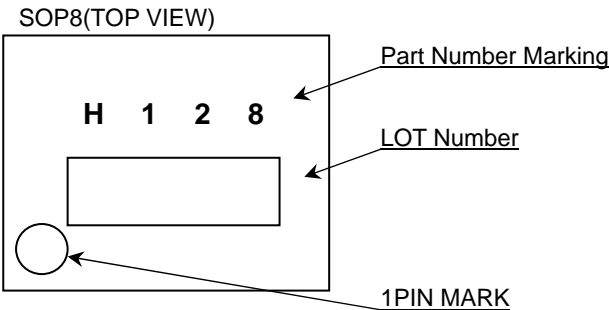 SOP8(TOP VIEW)
Part Number Marking
H 1 2 8
LOT Number
1PIN MARK